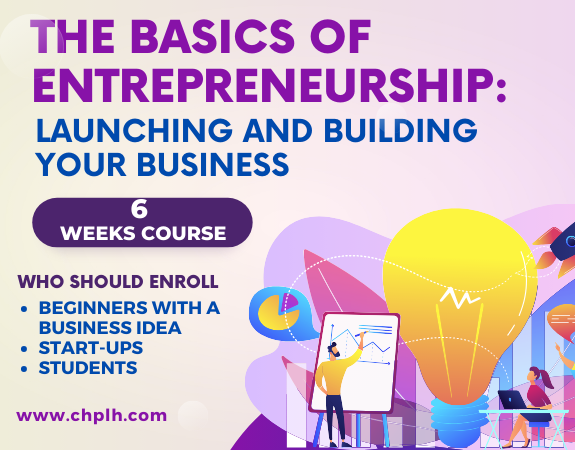 THE BASICS OF
ENTREPRENEURSHIP:
LAUNCHING AND BUILDING
YOUR BUSINESS
6
WEEKS COURSE
WHO SHOULD ENROLL
• BEGINNERS WITH A
BUSINESS IDEA
• START-UPS
• STUDENTS
www.chplh.com